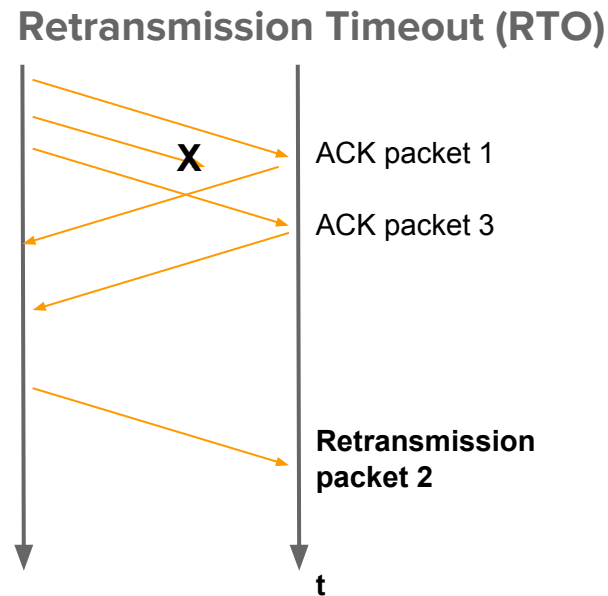 Retransmission Timeout (RTO)
X
ACK packet 1
ACK packet 3
Retransmission
packet 2
t